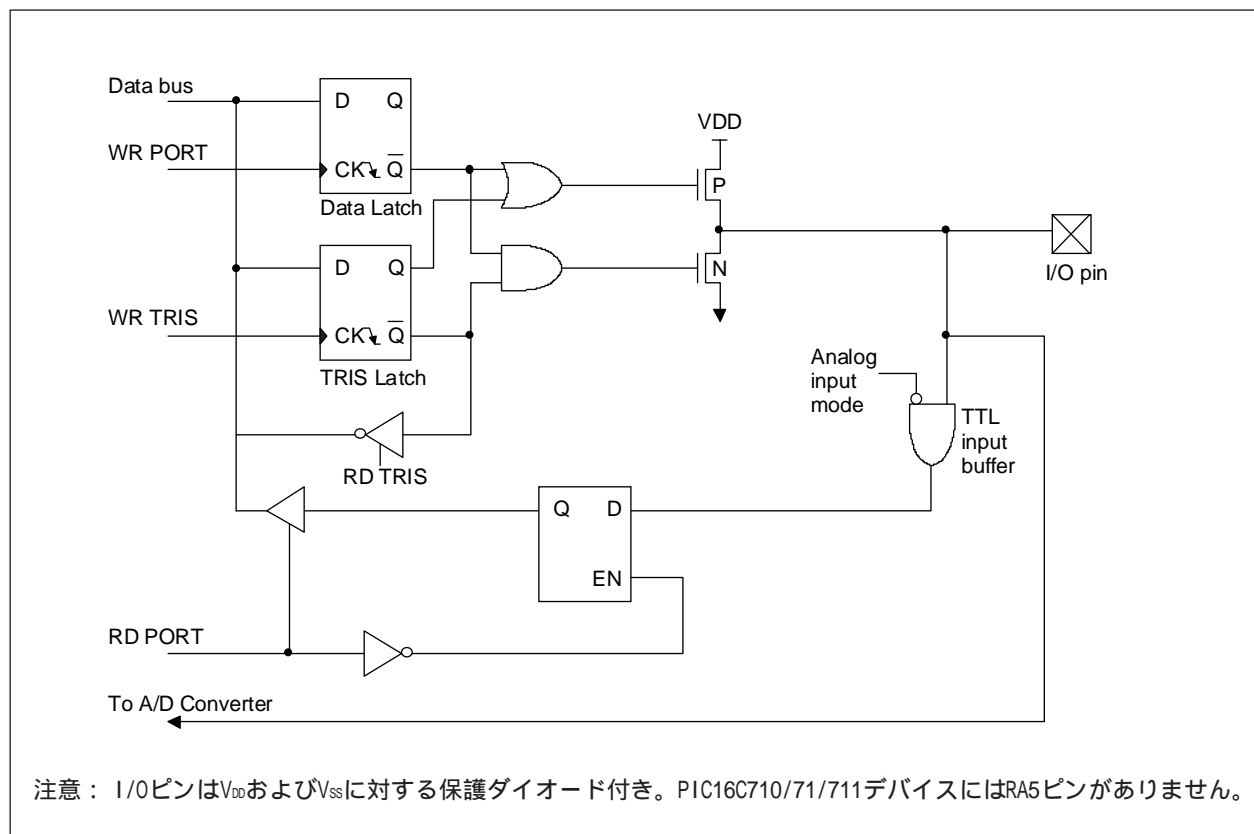 Data bus
D Q
VDD
WR PORT
CK Q
P
Data Latch
D Q
N
I/O pin
WR TRIS
CK Q
Analog
input
mode
TRIS Latch
TTL
input
buffer
RD TRIS
Q D
EN
RD PORT
To A/D Converter
注意： I/OピンはVDDおよびVSSに対する保護ダイオード付き。PIC16C710/71/711デバイスにはRA5ピンがありません。